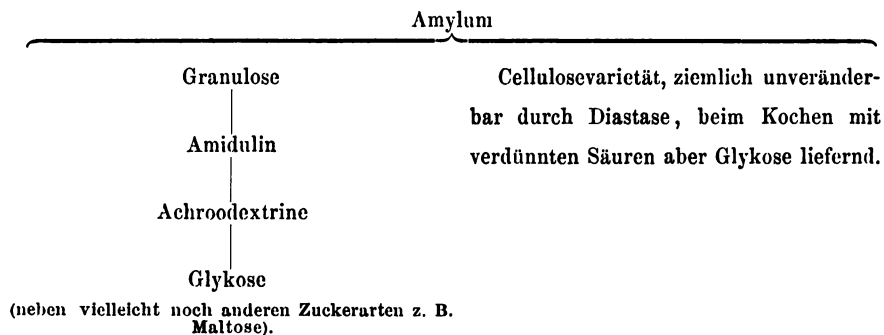 Amylum
Granulose
Amidulin
Achroodextrine
Glykose
(neben vielleicht noch anderen Zuckerarten z. B.
Maltose).
Cellulosevarietät, ziemlich unveränder-
bar durch Diastase, beim Kochen mit
verdünnten Säuren aber Glykose liefernd.